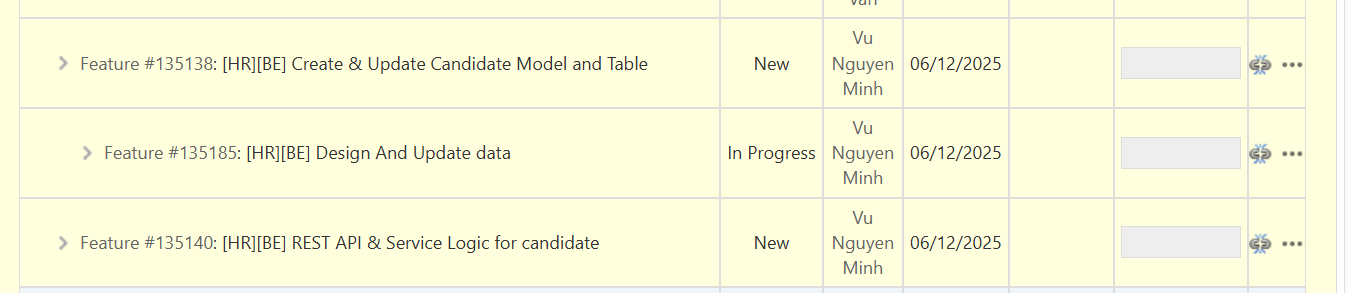 Feature #135138: [HR][BE] Create & Update Candidate Model and Table New Vu Nguyen Minh 06/12/2025
Feature #135185: [HR][BE] Design And Update data In Progress Vu Nguyen Minh 06/12/2025
Feature #135140: [HR][BE] REST API & Service Logic for candidate New Vu Nguyen Minh 06/12/2025